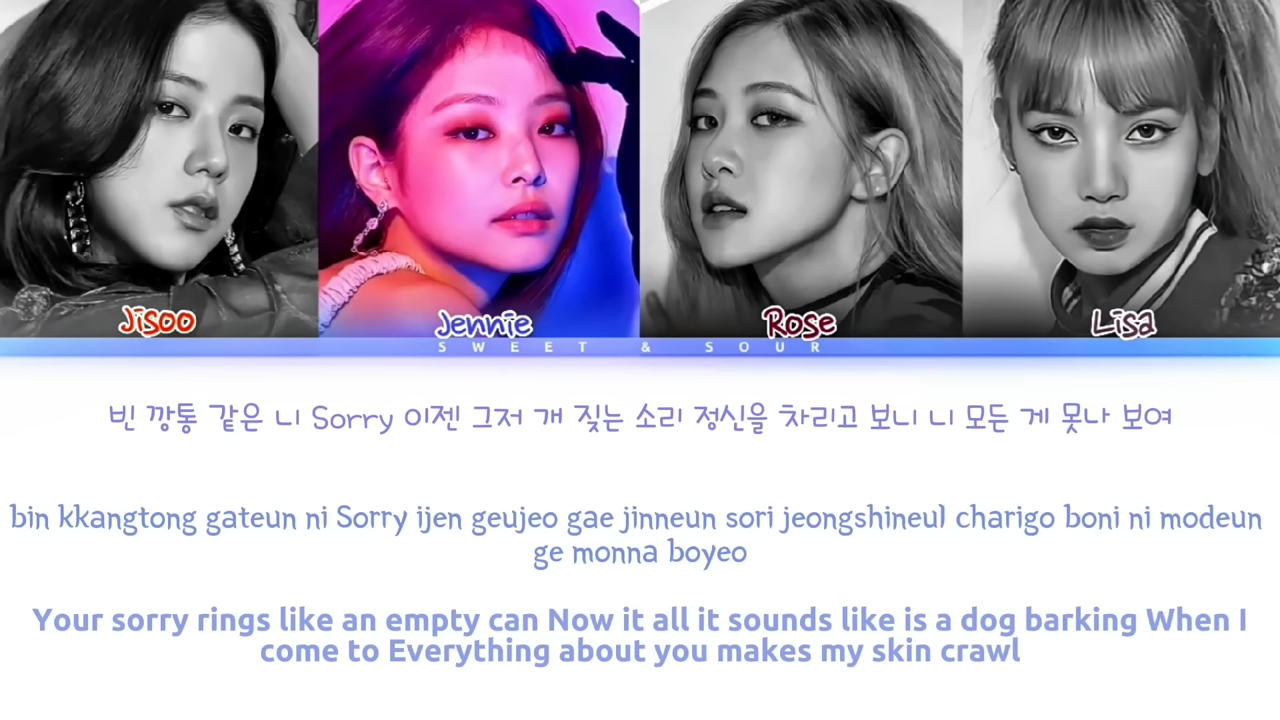 Jisoo Jennie Rose Lisa
SWEET & SOUR
빈 깡통 같은 니 Sorry 이젠 그저 개 짖는 소리 정신을 차리고 보니 니 모든 게 못나 보여
bin kkangtong gateun ni Sorry ijen geujeo gae jinneun sori jeongshineul charigo boni ni modeun
ge monna boyeo
Your sorry rings like an empty can Now it all it sounds like is a dog barking When I
come to Everything about you makes my skin crawl